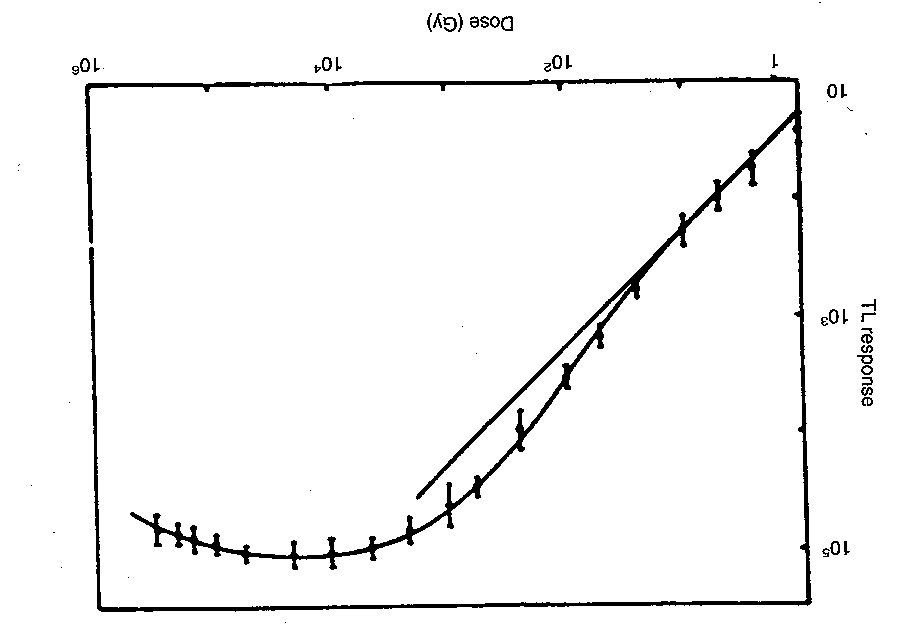 10⁵
TL response
10³
10
1 10² 10⁴ 10⁶
Dose (Gy)